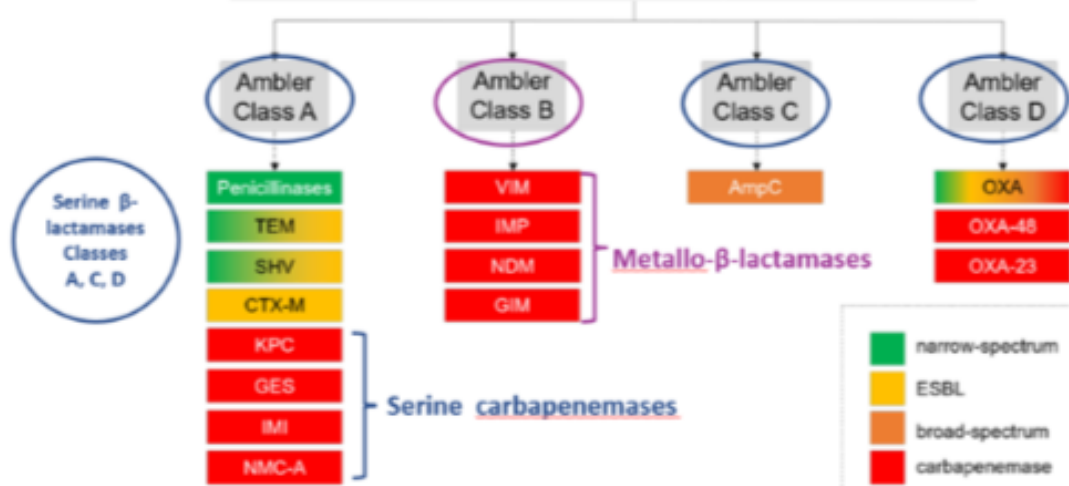 Ambler
Class A
Ambler
Class B
Ambler
Class C
Ambler
Class D
Serine β-
lactamases
Classes
A, C, D
Penicillinases
TEM
SHV
CTX-M
KPC
GES
IMI
NMC-A
Serine carbapenemases
VIM
IMP
NDM
GIM
Metallo-β-lactamases
AmpC
OXA
OXA-48
OXA-23
narrow-spectrum
ESBL
broad-spectrum
carbapenemase